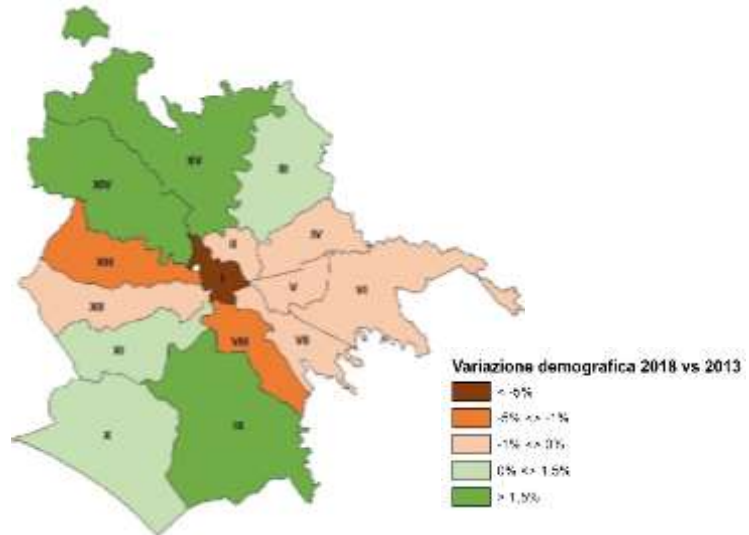 XV
III
XIV
II
IV
XIII
I
V
VI
XII
VIII
VII
XI
X
IX
Variazione demografica 2018 vs 2013
< -5%
-5% <> -1%
-1% <> 0%
0% <> 1,5%
> 1,5%